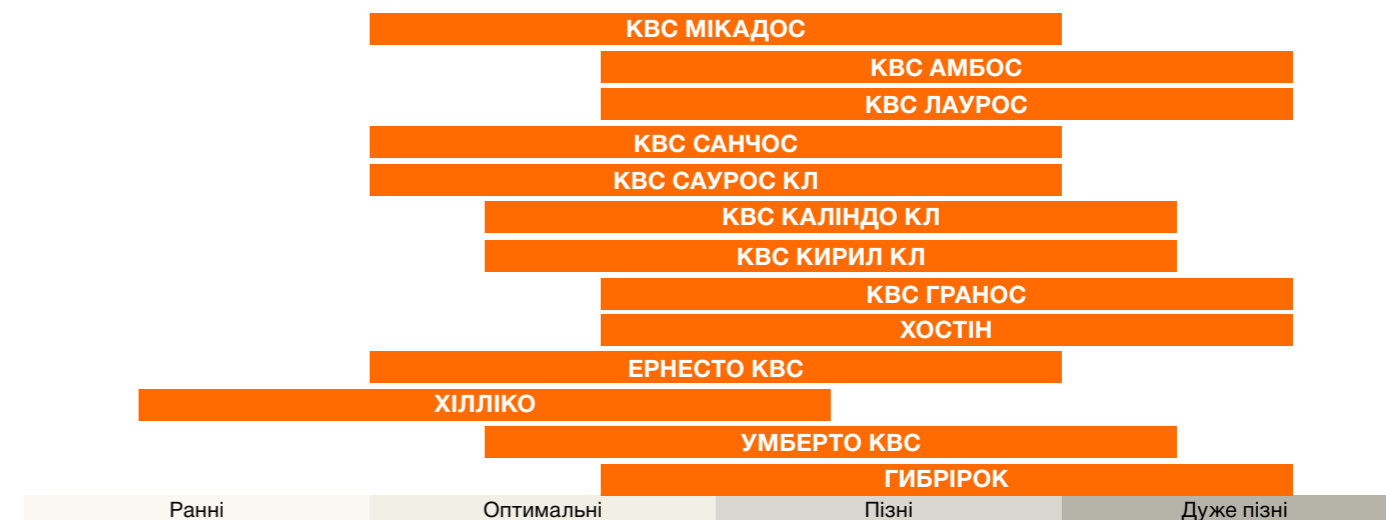 КВС МІКАДОС
КВС АМБОС
КВС ЛАУРОС
КВС САНЧОС
КВС САУРОС КЛ
КВС КАЛІНДО КЛ
КВС КИРИЛ КЛ
КВС ГРАНОС
ХОСТІН
ЕРНЕСТО КВС
ХІЛЛІКО
УМБЕРТО КВС
ГИБРІРОК
Ранні Оптимальні Пізні Дуже пізні